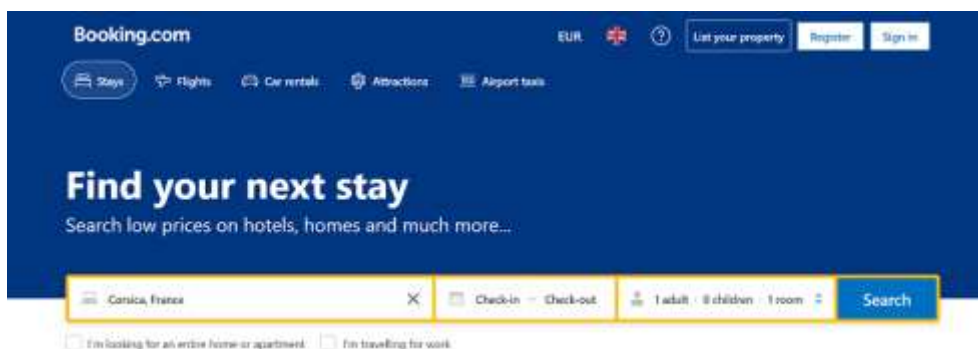 Booking.com EUR List your property Register Sign in
Stays Flights Car rentals Attractions Airport taxis
Find your next stay
Search low prices on hotels, homes and much more...
Corsica, France Check-in — Check-out 1 adult · 0 children · 1 room Search
I'm looking for an entire home or apartment I'm travelling for work